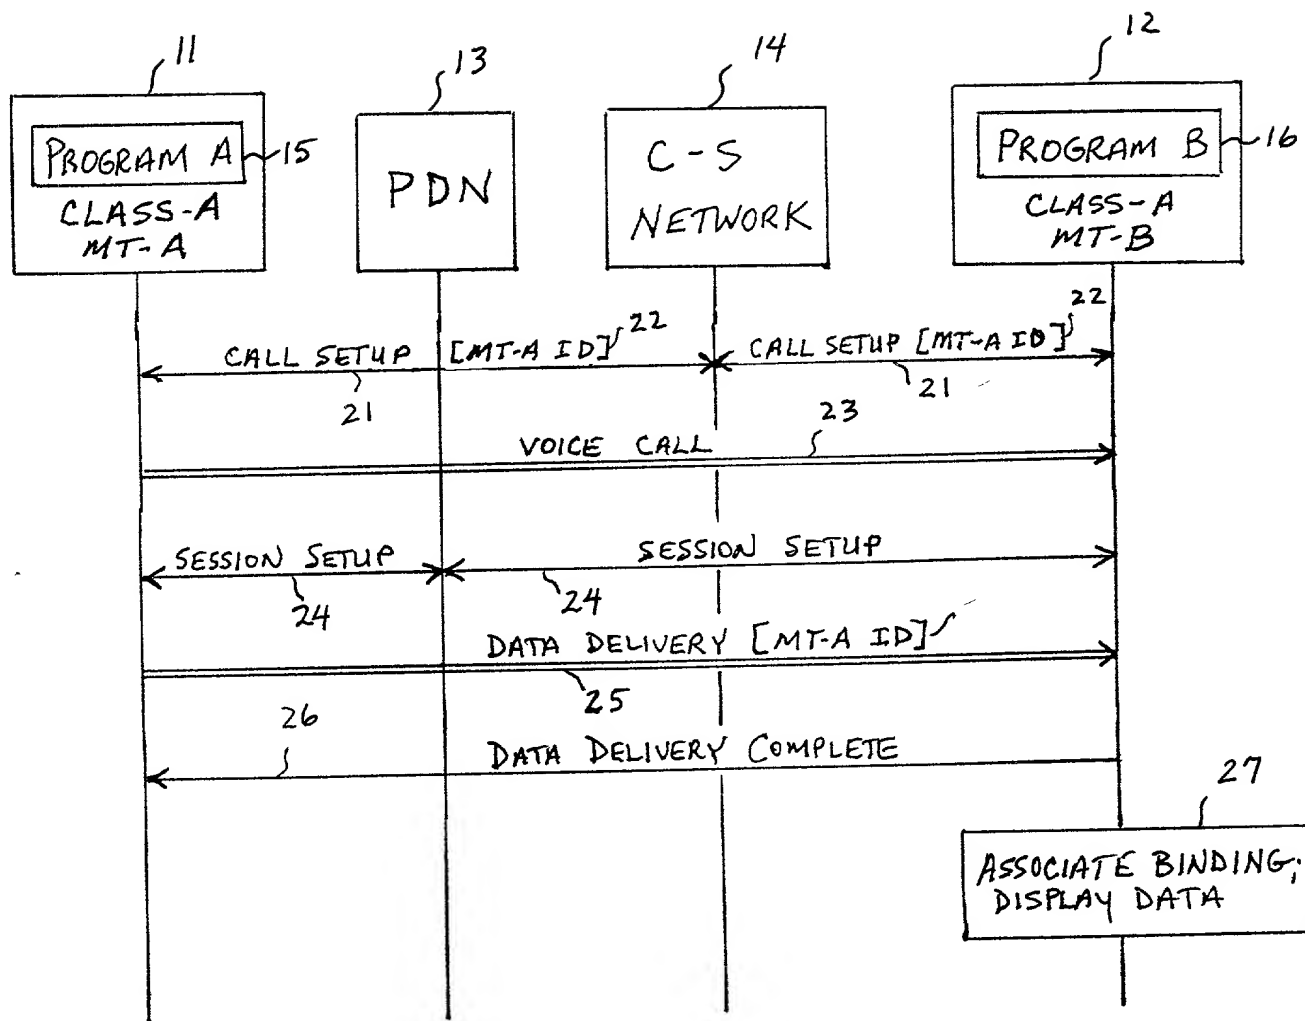 11
13
14
12
PROGRAM A
15
CLASS-A
MT-A
PDN
C-S
NETWORK
PROGRAM B
16
CLASS-A
MT-B
CALL SETUP [MT-A ID]
22
21
CALL SETUP [MT-A ID]
22
21
VOICE CALL
23
SESSION SETUP
24
SESSION SETUP
24
DATA DELIVERY [MT-A ID]
25
26
DATA DELIVERY COMPLETE
27
ASSOCIATE BINDING;
DISPLAY DATA